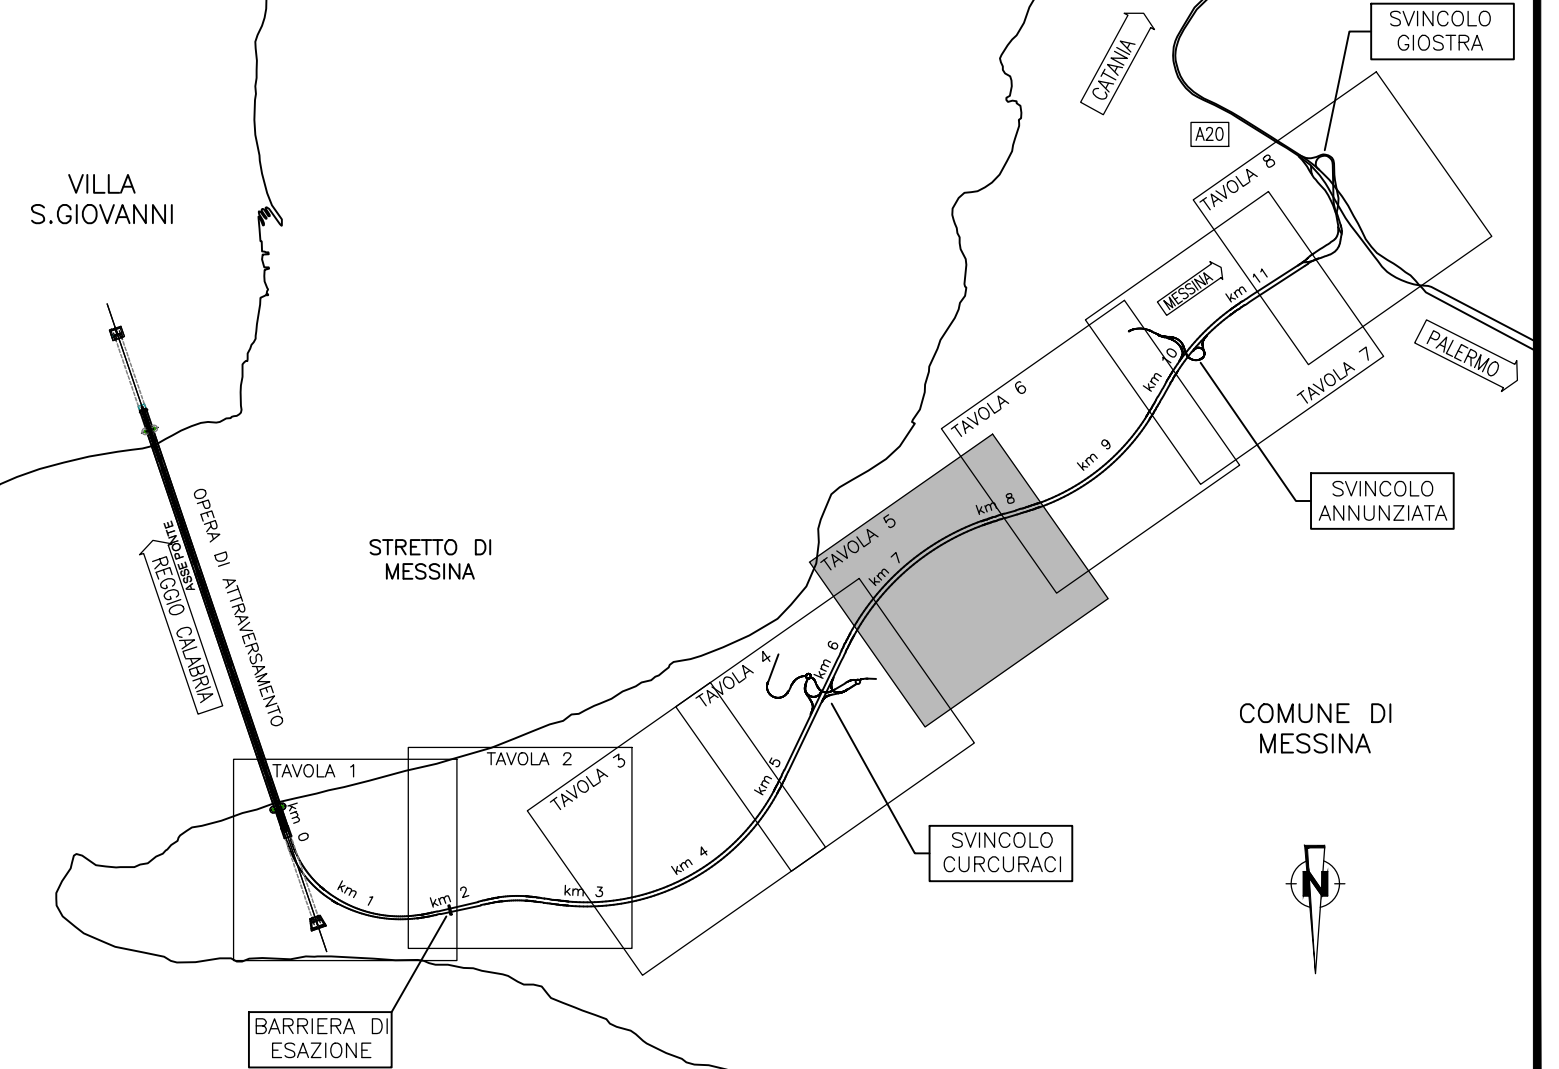 SVINCOLO
GIOSTRA
CATANIA
A20
TAVOLA 8
VILLA
S.GIOVANNI
MESSINA
km 11
PALERMO
km 10
TAVOLA 7
TAVOLA 6
km 9
SVINCOLO
ANNUNZIATA
km 8
TAVOLA 5
km 7
OPERA DI ATTRAVERSAMENTO
ASSE PONTE
REGGIO CALABRIA
STRETTO DI
MESSINA
km 6
TAVOLA 4
COMUNE DI
MESSINA
TAVOLA 1
TAVOLA 2
TAVOLA 3
km 5
km 0
SVINCOLO
CURCURACI
km 4
km 1
km 2
km 3
N
BARRIERA DI
ESAZIONE